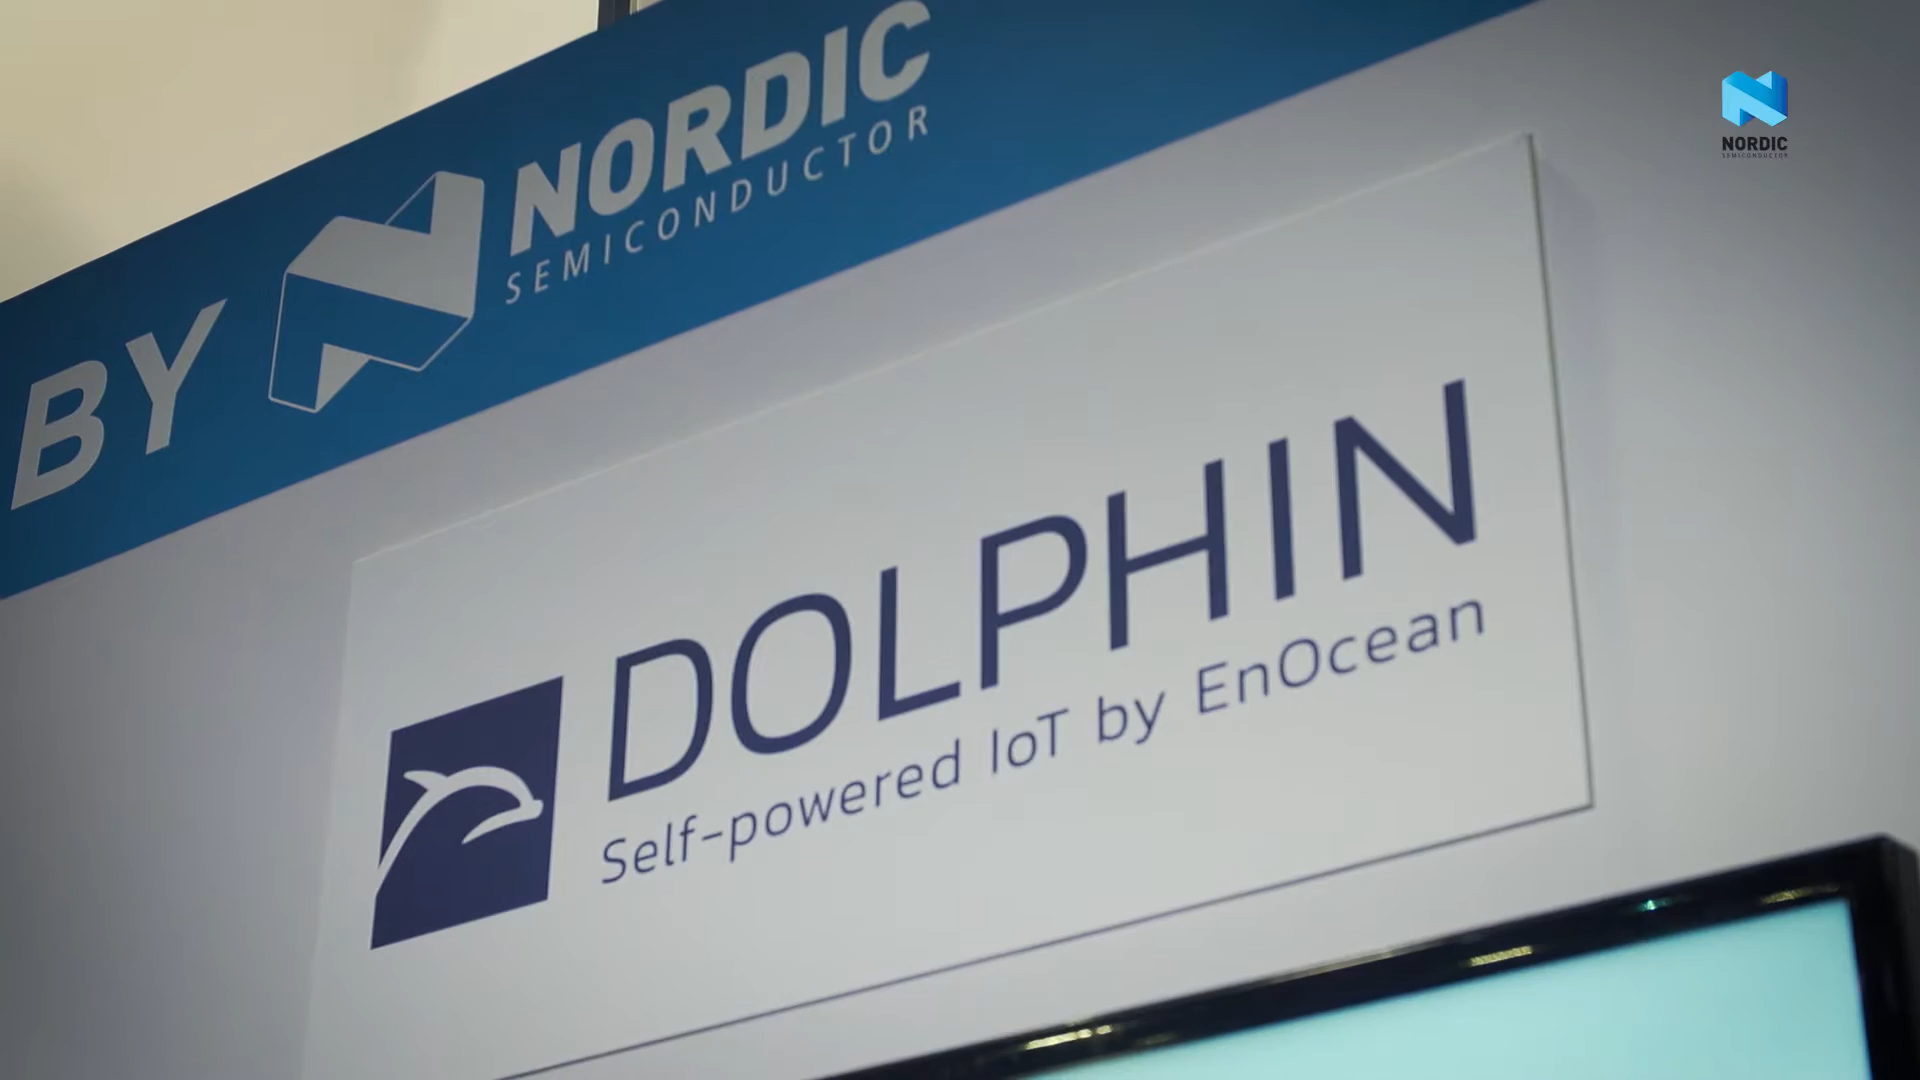 BY NORDIC
SEMICONDUCTOR
DOLPHIN
Self-powered IoT by EnOcean
NORDIC
SEMICONDUCTOR